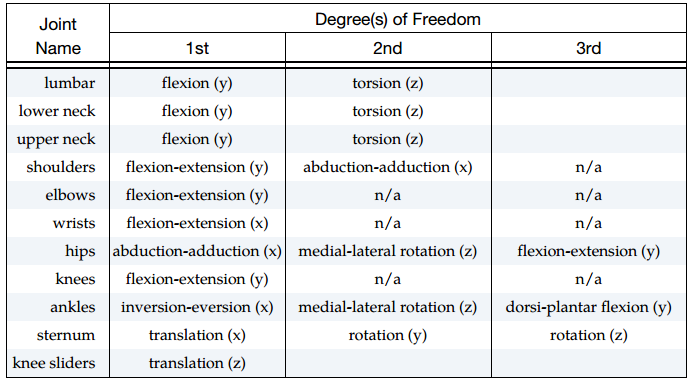 Joint Name Degree(s) of Freedom
1st 2nd 3rd
lumbar flexion (y) torsion (z)
lower neck flexion (y) torsion (z)
upper neck flexion (y) torsion (z)
shoulders flexion-extension (y) abduction-adduction (x) n/a
elbows flexion-extension (y) n/a n/a
wrists flexion-extension (x) n/a n/a
hips abduction-adduction (x) medial-lateral rotation (z) flexion-extension (y)
knees flexion-extension (y) n/a n/a
ankles inversion-eversion (x) medial-lateral rotation (z) dorsi-plantar flexion (y)
sternum translation (x) rotation (y) rotation (z)
knee sliders translation (z)